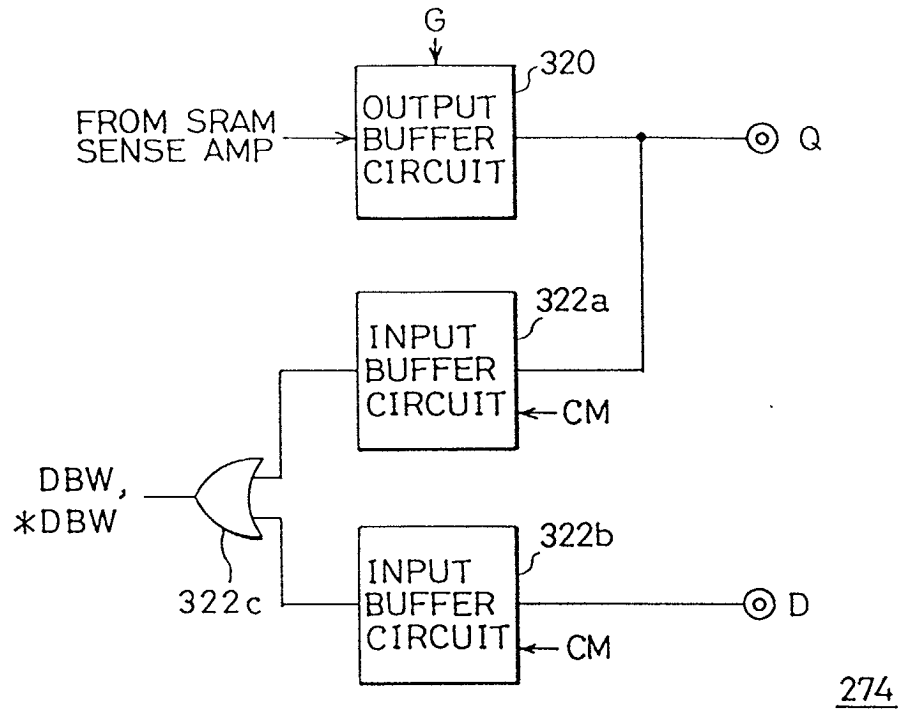 G
320
FROM SRAM
SENSE AMP
OUTPUT
BUFFER
CIRCUIT
Q
322a
INPUT
BUFFER
CIRCUIT
CM
DBW,
*DBW
322c
322b
INPUT
BUFFER
CIRCUIT
D
CM
274